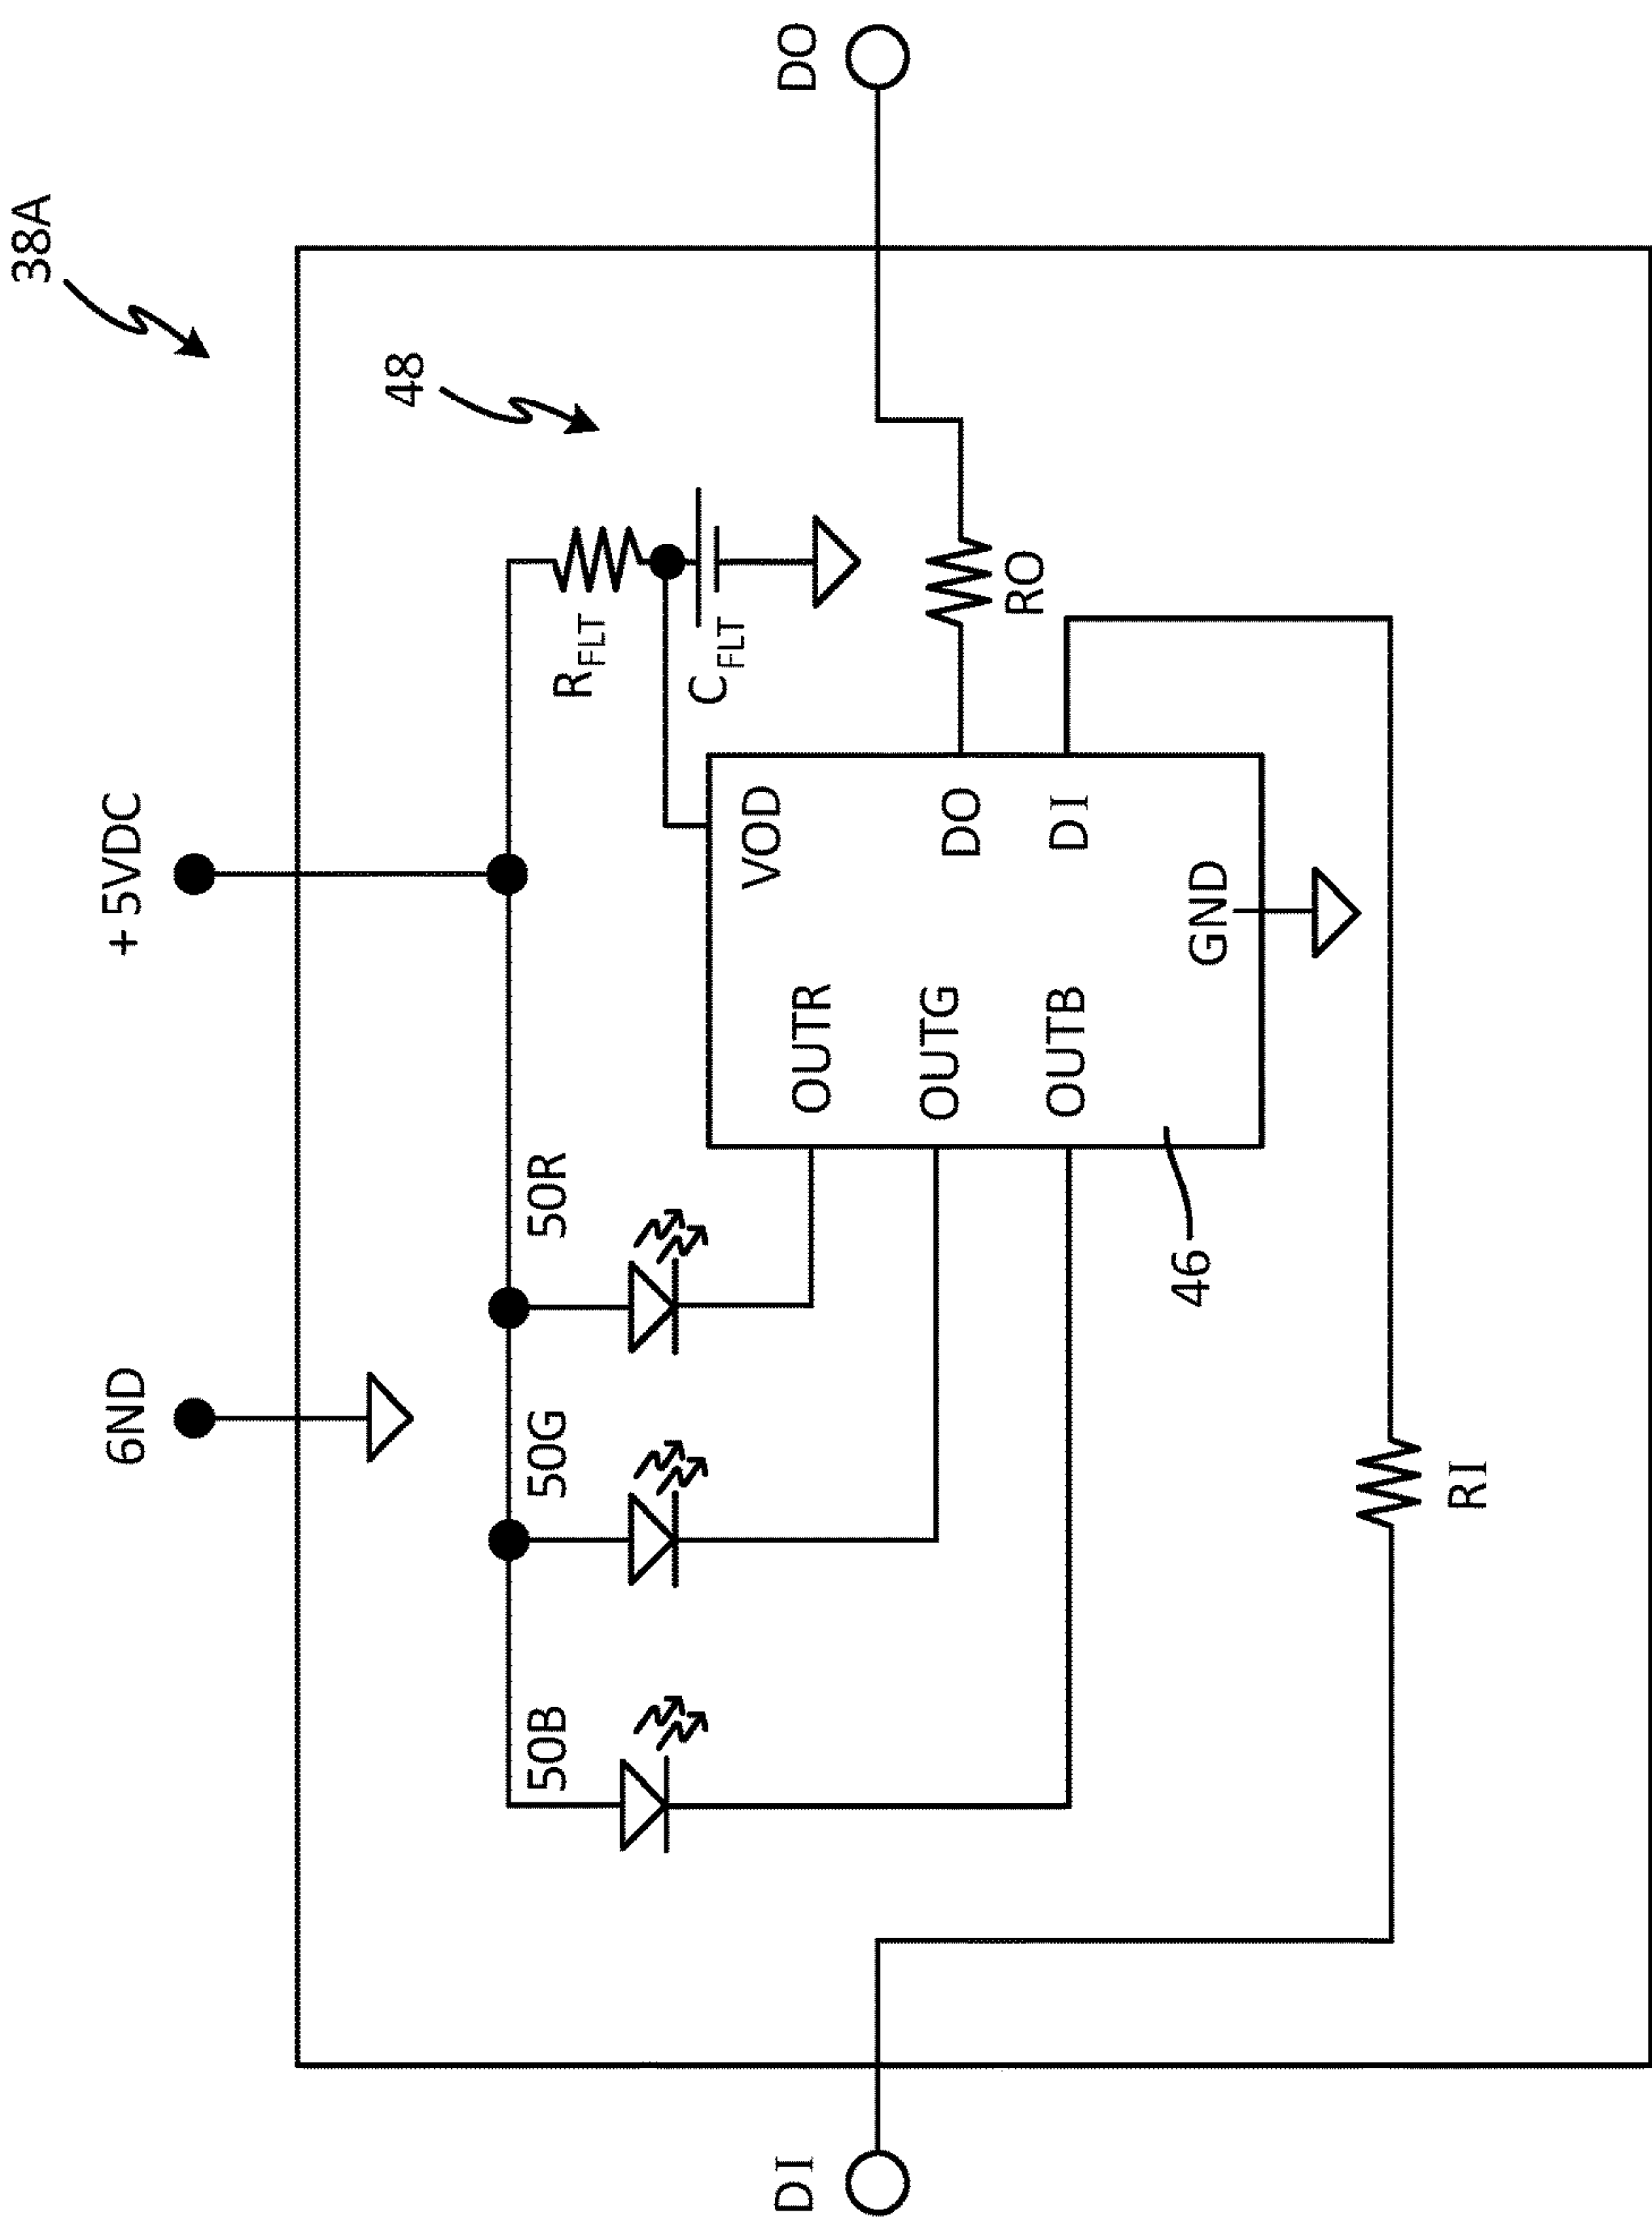 38A
6ND
+5VDC
48
50B
50G
50R
RFLT
CFLT
VOD
DI
DO
OUTR
OUTG
DO
RO
OUTB
DI
46
GND
RI